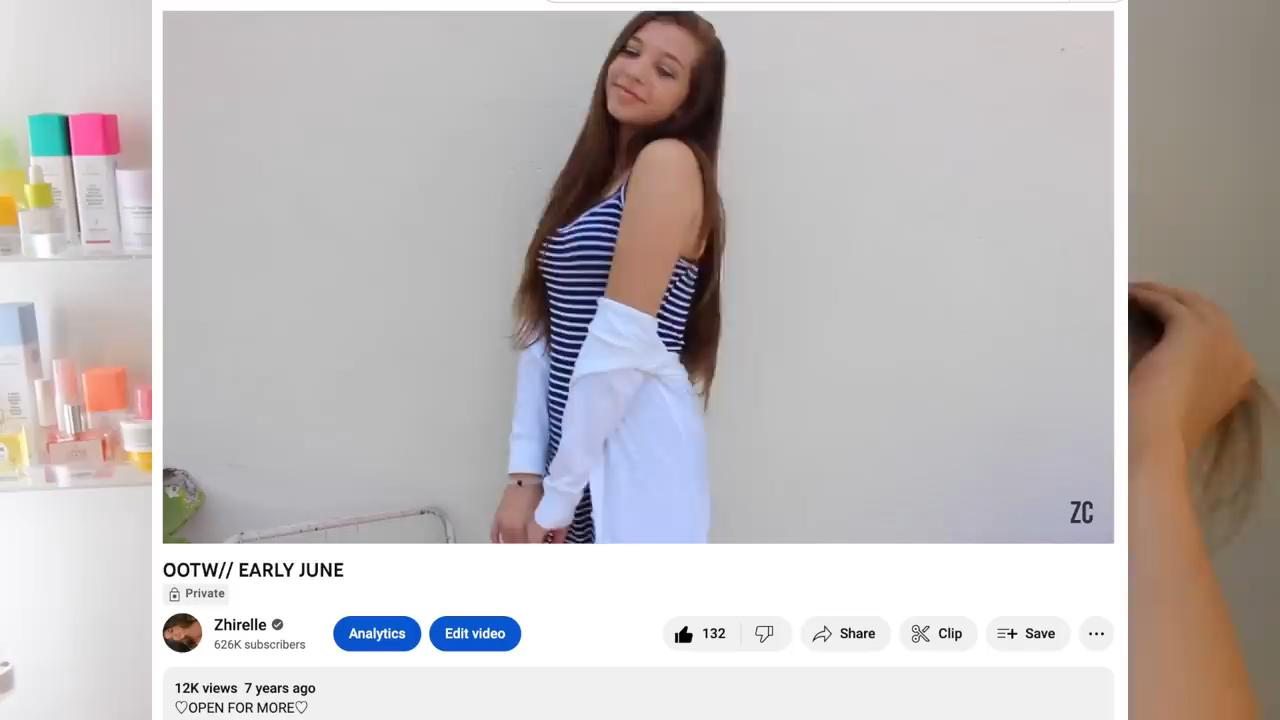 ZC
OOTW// EARLY JUNE
Private
Zhirelle
626K subscribers
Analytics
Edit video
132
Share
Clip
Save
12K views 7 years ago
♡OPEN FOR MORE♡